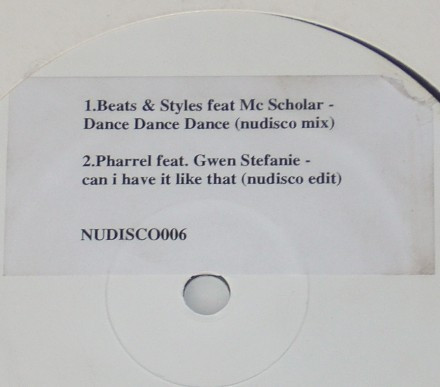 1.Beats & Styles feat Mc Scholar -
Dance Dance Dance (nudisco mix)
2.Pharrel feat. Gwen Stefanie -
can i have it like that (nudisco edit)
NUDISCO006